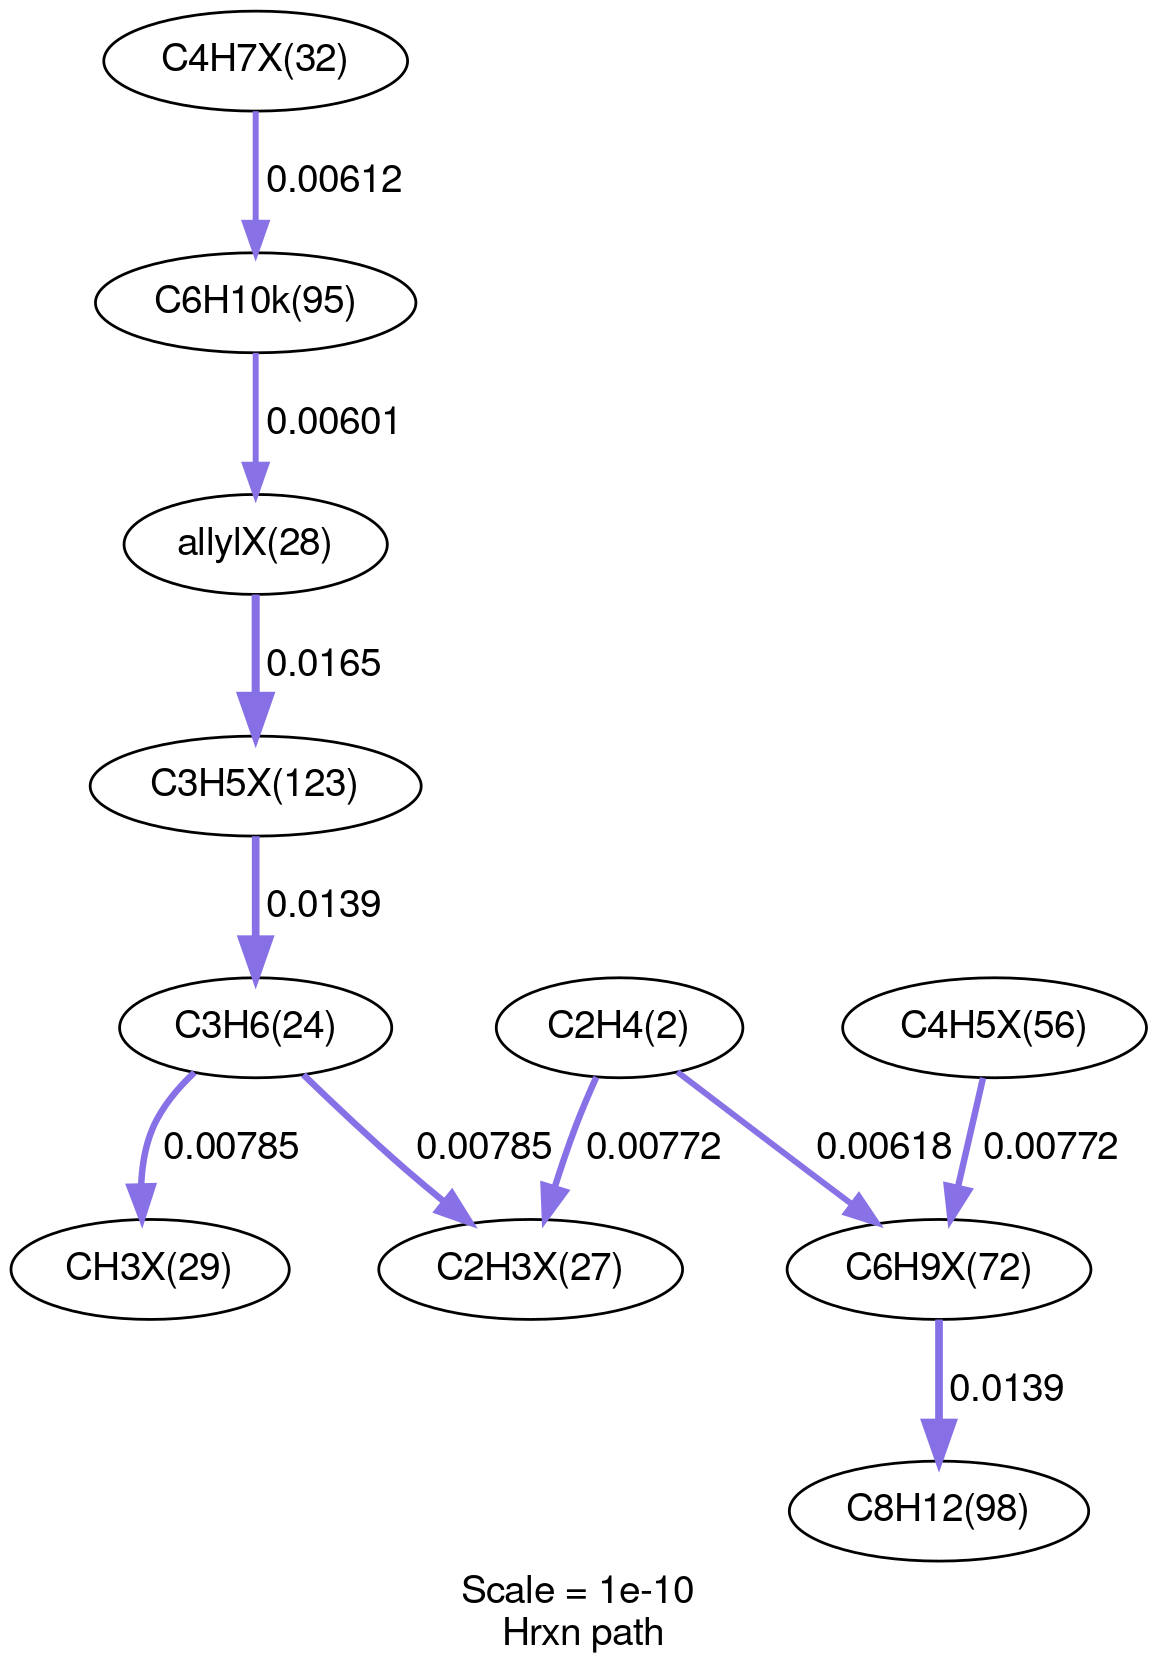 C4H7X(32)
0.00612
C6H10k(95)
0.00601
allylX(28)
0.0165
C3H5X(123)
0.0139
C3H6(24)
C2H4(2)
C4H5X(56)
0.00785
0.00785
0.00772
0.00618
0.00772
CH3X(29)
C2H3X(27)
C6H9X(72)
0.0139
C8H12(98)
Scale = 1e-10
Hrxn path